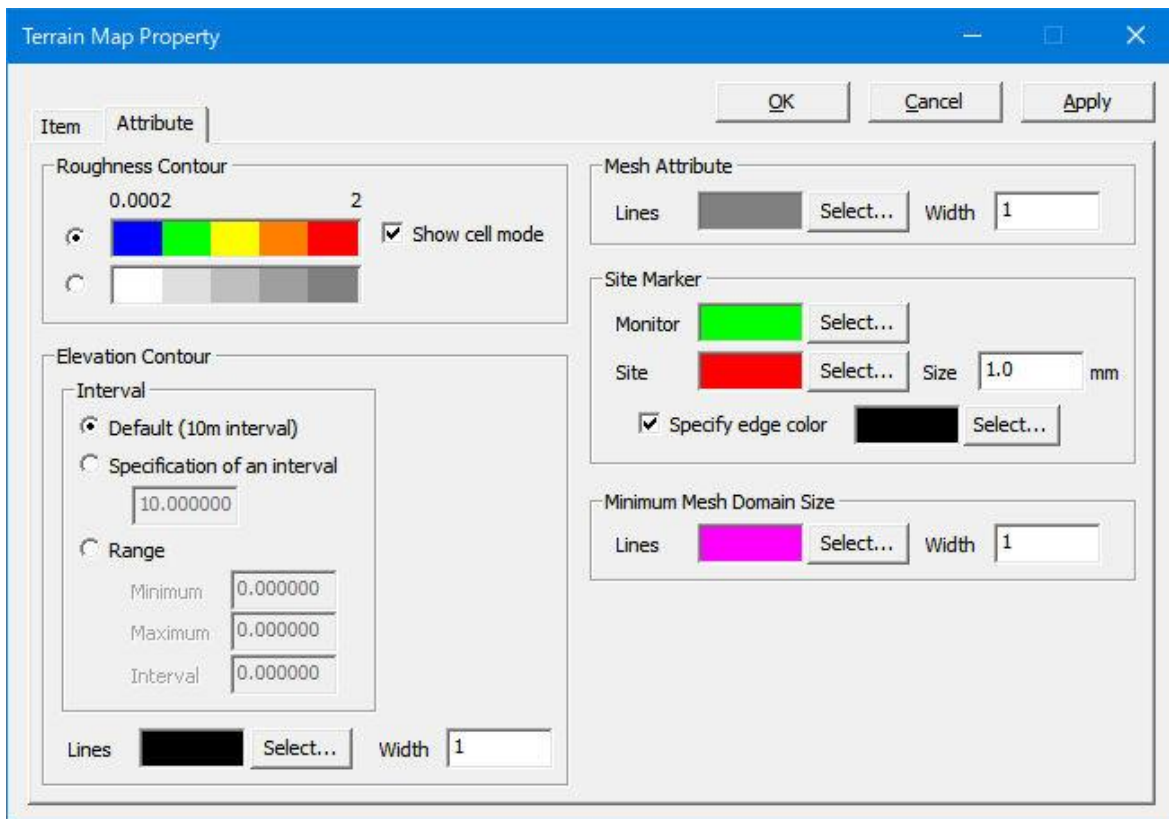 Terrain Map Property
OK Cancel Apply
Item Attribute
Roughness Contour
0.0002 2
Show cell mode
Elevation Contour
Interval
Default (10m interval)
Specification of an interval
10.000000
Range
Minimum 0.000000
Maximum 0.000000
Interval 0.000000
Lines Select... Width 1
Mesh Attribute
Lines Select... Width 1
Site Marker
Monitor Select...
Site Select... Size 1.0 mm
Specify edge color Select...
Minimum Mesh Domain Size
Lines Select... Width 1